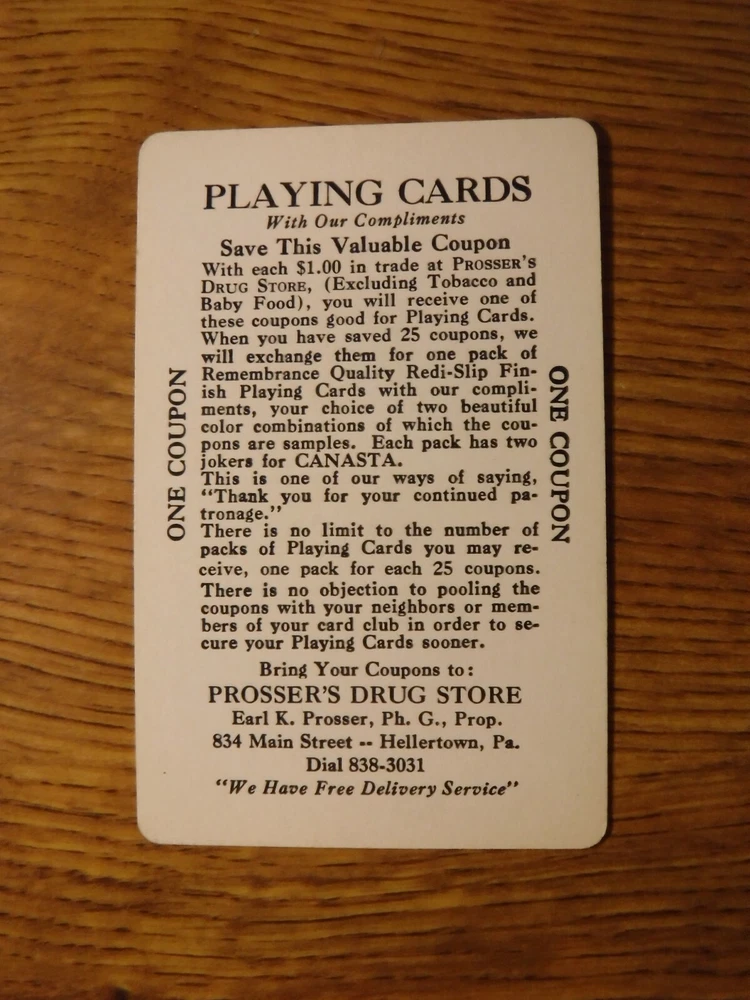 PLAYING CARDS
With Our Compliments
Save This Valuable Coupon
With each $1.00 in trade at PROSSER'S
DRUG STORE, (Excluding Tobacco and
Baby Food), you will receive one of
these coupons good for Playing Cards.
When you have saved 25 coupons, we
will exchange them for one pack of
Remembrance Quality Redi-Slip Fin-
ish Playing Cards with our compli-
ments, your choice of two beautiful
color combinations of which the cou-
pons are samples. Each pack has two
jokers for CANASTA.
This is one of our ways of saying,
"Thank you for your continued pa-
tronage."
There is no limit to the number of
packs of Playing Cards you may re-
ceive, one pack for each 25 coupons.
There is no objection to pooling the
coupons with your neighbors or mem-
bers of your card club in order to se-
cure your Playing Cards sooner.
Bring Your Coupons to:
PROSSER'S DRUG STORE
Earl K. Prosser, Ph. G., Prop.
834 Main Street -- Hellertown, Pa.
Dial 838-3031
"We Have Free Delivery Service"
ONE COUPON
ONE COUPON